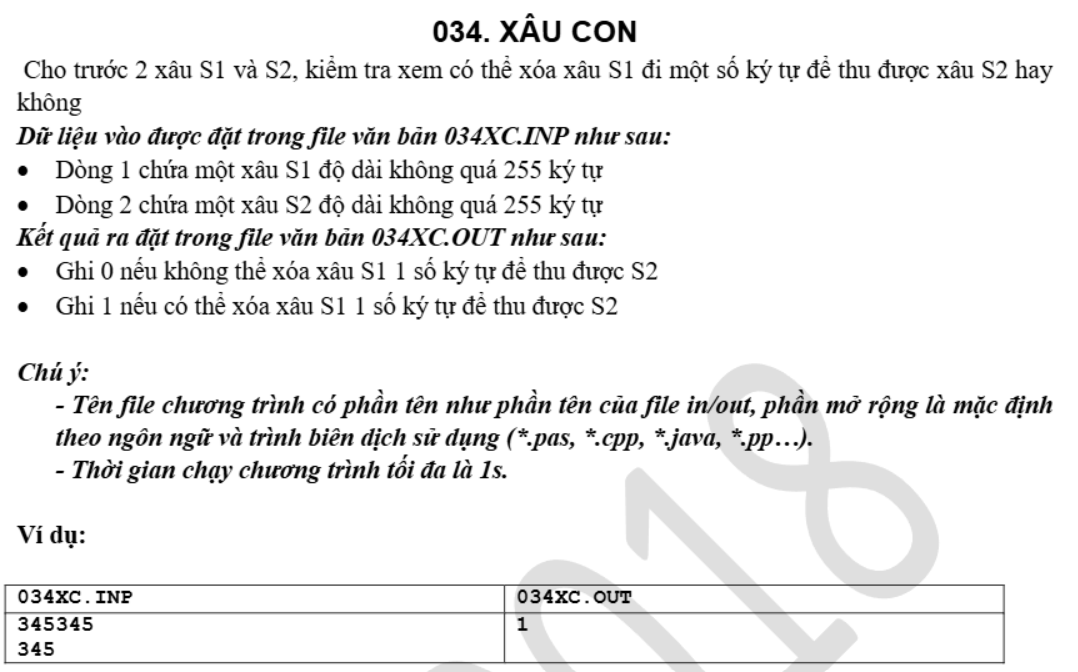 034. XÂU CON
Cho trước 2 xâu S1 và S2, kiểm tra xem có thể xóa xâu S1 đi một số ký tự để thu được xâu S2 hay
không
Dữ liệu vào được đặt trong file văn bản 034XC.INP như sau:
• Dòng 1 chứa một xâu S1 độ dài không quá 255 ký tự
• Dòng 2 chứa một xâu S2 độ dài không quá 255 ký tự
Kết quả ra đặt trong file văn bản 034XC.OUT như sau:
• Ghi 0 nếu không thể xóa xâu S1 1 số ký tự để thu được S2
• Ghi 1 nếu có thể xóa xâu S1 1 số ký tự để thu được S2
Chú ý:
- Tên file chương trình có phần tên như phần tên của file in/out, phần mở rộng là mặc định
theo ngôn ngữ và trình biên dịch sử dụng (*.pas, *.cpp, *.java, *.pp…).
- Thời gian chạy chương trình tối đa là 1s.
Ví dụ:
034XC.INP 034XC.OUT
345345 1
345
018